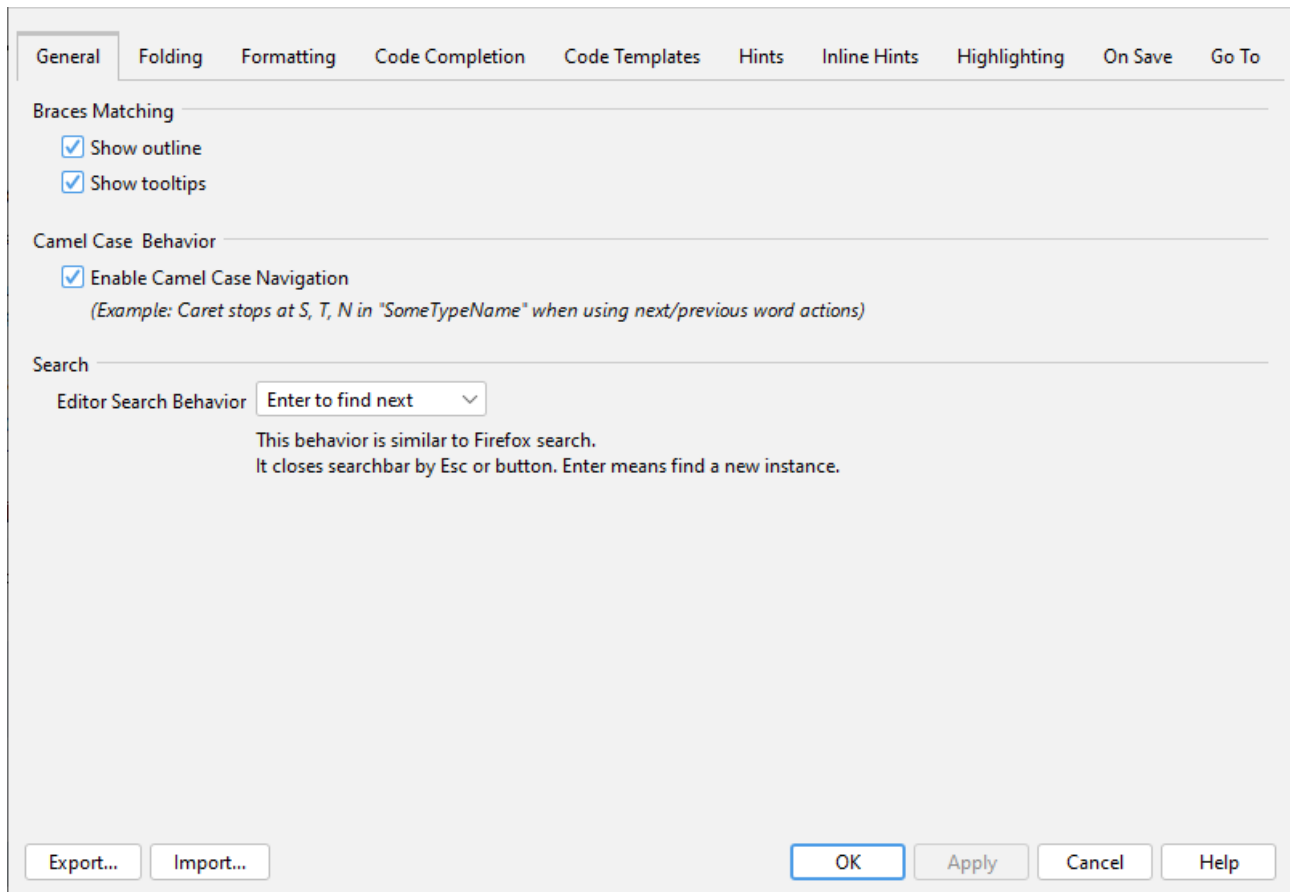 General Folding Formatting Code Completion Code Templates Hints Inline Hints Highlighting On Save Go To
Braces Matching
Show outline
Show tooltips
Camel Case  Behavior
Enable Camel Case Navigation
(Example: Caret stops at S, T, N in "SomeTypeName" when using next/previous word actions)
Search
Editor Search Behavior Enter to find next
This behavior is similar to Firefox search.
It closes searchbar by Esc or button. Enter means find a new instance.
Export... Import... OK Apply Cancel Help